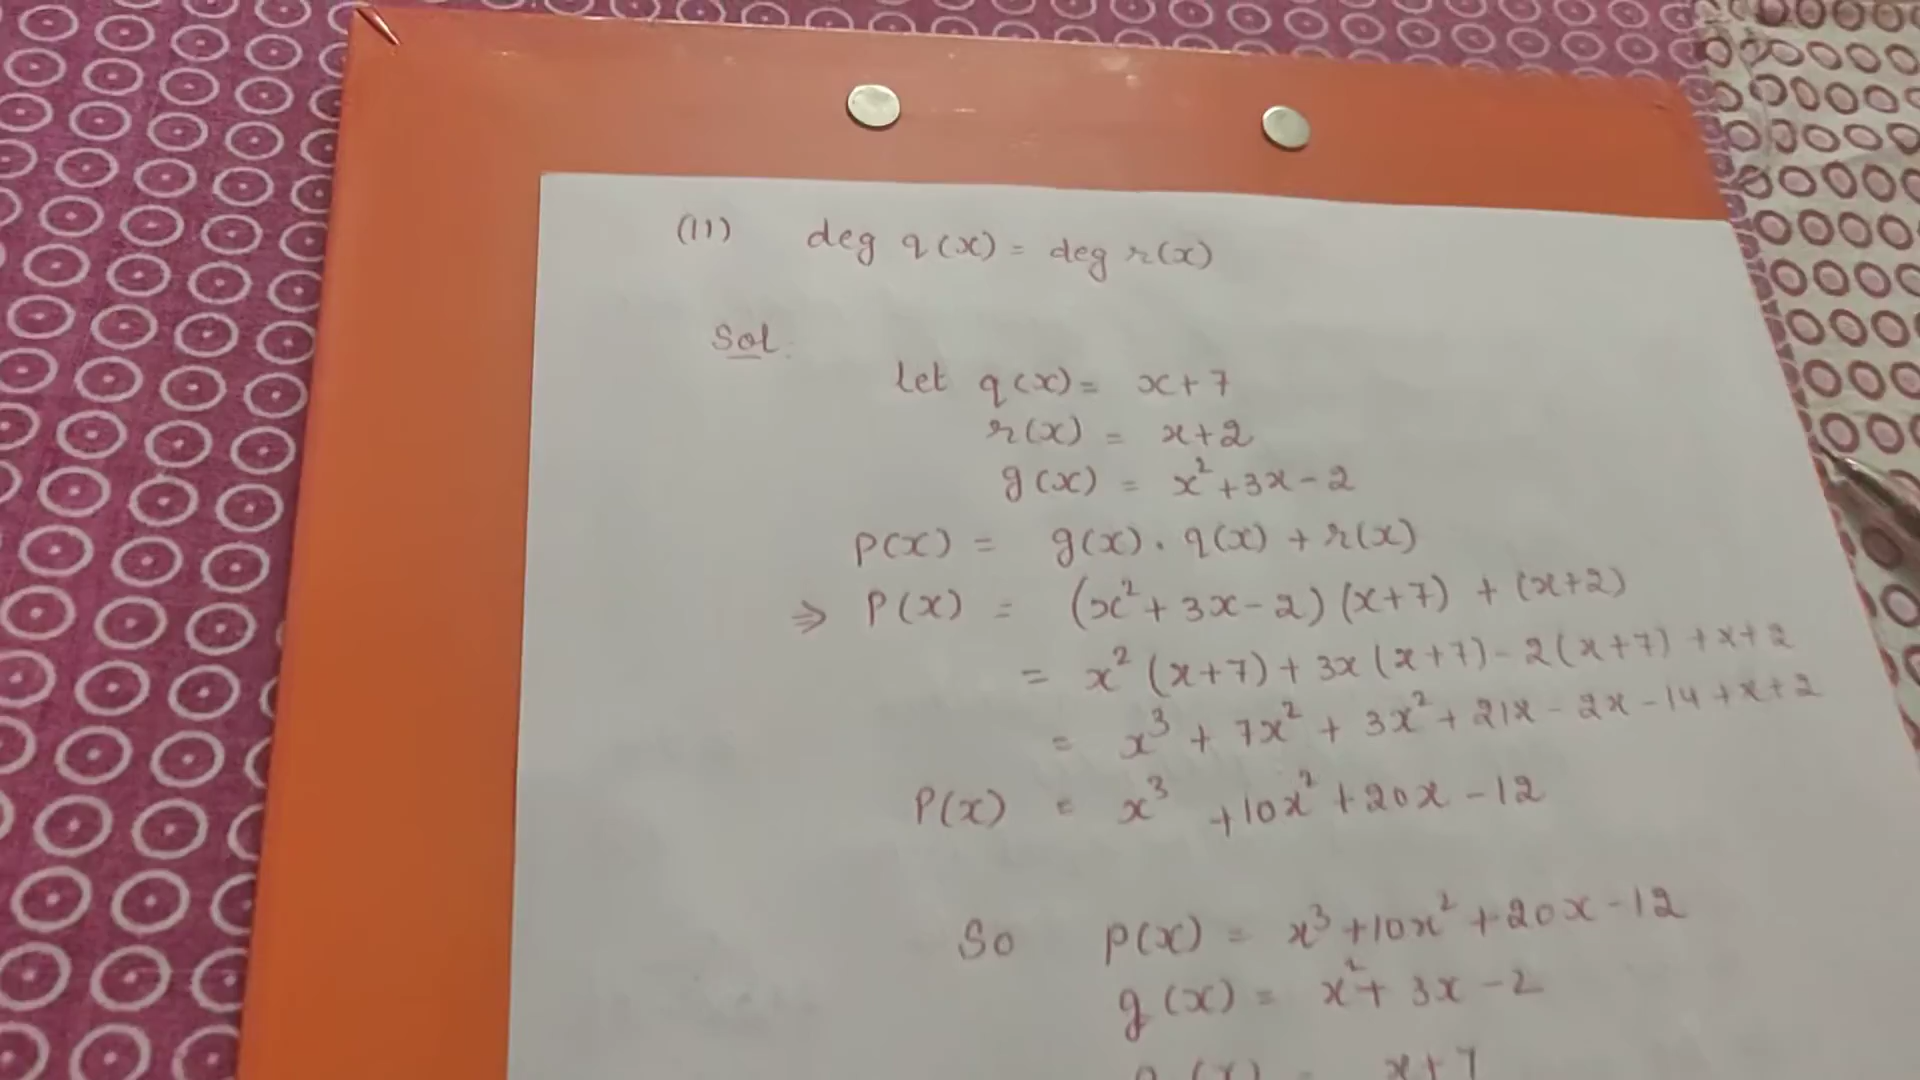 (11) deg q(x) = deg r(x)
Sol.
Let q(x) = x+7
r(x) = x+2
g(x) = x²+3x-2
p(x) = g(x) . q(x) + r(x)
⇒ P(x) = (x²+3x-2) (x+7) + (x+2)
= x² (x+7) + 3x (x+7) - 2(x+7) + x+2
= x³ + 7x² + 3x² + 21x - 2x - 14 + x+2
P(x) = x³ +10x² +20x -12
So p(x) = x³+10x²+20x-12
g(x) = x²+ 3x -2
q(x) = x+7